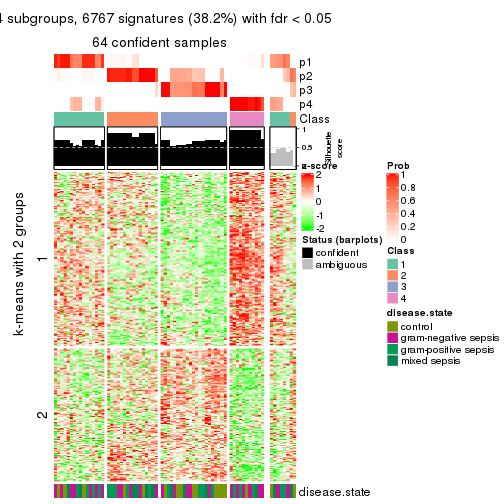 4 subgroups, 6767 signatures (38.2%) with fdr < 0.05
64 confident samples
p1
p2
p3
p4
Class
1
0.5
0
Silhouette
score
z-score
2
1
0
-1
-2
Status (barplots)
confident
ambiguous
Prob
1
0.8
0.6
0.4
0.2
0
Class
1
2
3
4
disease.state
control
gram-negative sepsis
gram-positive sepsis
mixed sepsis
k-means with 2 groups
1
2
disease.state